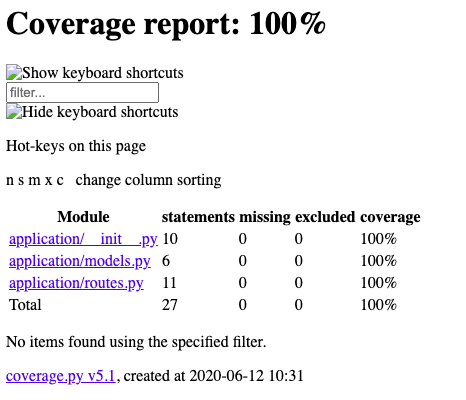 Coverage report: 100%
Show keyboard shortcuts
filter...
Hide keyboard shortcuts
Hot-keys on this page
n s m x c change column sorting
Module statements missing excluded coverage
application/__init__.py 10 0 0 100%
application/models.py 6 0 0 100%
application/routes.py 11 0 0 100%
Total 27 0 0 100%
No items found using the specified filter.
coverage.py v5.1, created at 2020-06-12 10:31